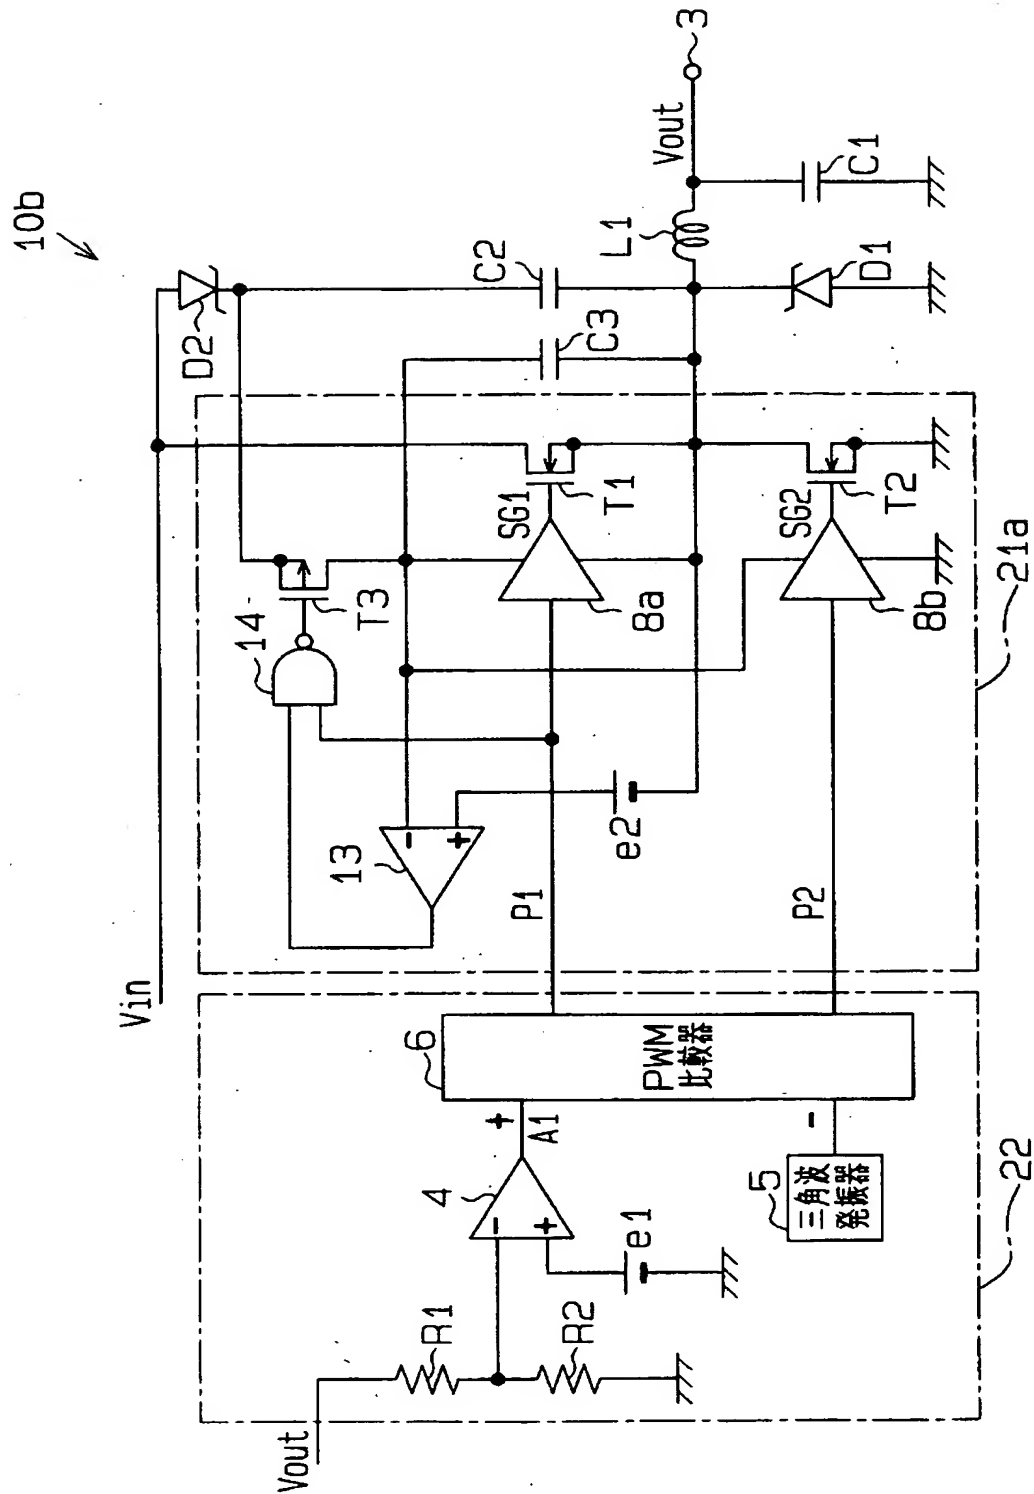 10b
Vin
D2
14
T3
C2
C3
L1
Vout
3
C1
D1
13
-
+
e2
SG1
T1
8a
SG2
T2
8b
21a
P1
P2
6
PWM
比較器
+
A1
-
4
-
+
e1
5
三角波
発振器
R1
R2
Vout
22